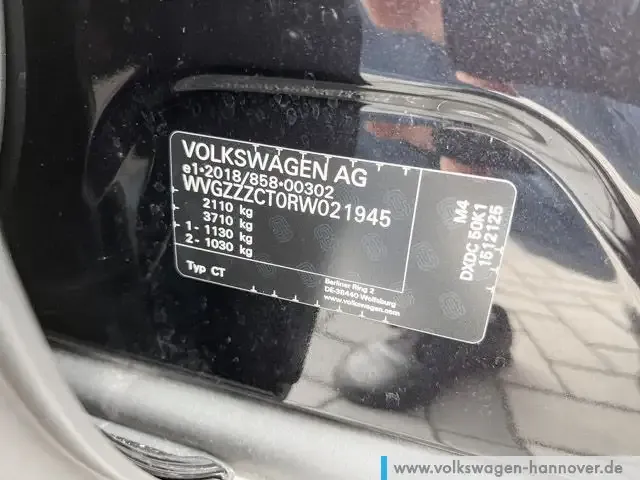 VOLKSWAGEN AG
e1*2018/858*00302
WVGZZZCT0RW021945
2110 kg
3710 kg
1 - 1130 kg
2 - 1030 kg
Typ CT
Berliner Ring 2
DE-38440 Wolfsburg
www.volkswagen.com
M4
DXDC 50K1
1512125
www.volkswagen-hannover.de